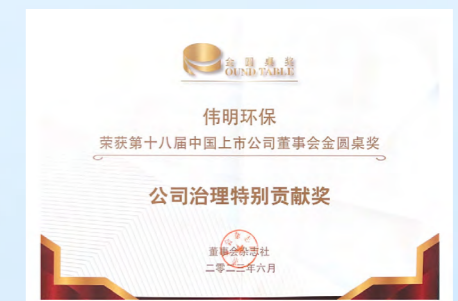 金圆桌奖
OUND TABLE
伟明环保
荣获第十八届中国上市公司董事会金圆桌奖
公司治理特别贡献奖
董事会杂志社
二零二三年六月